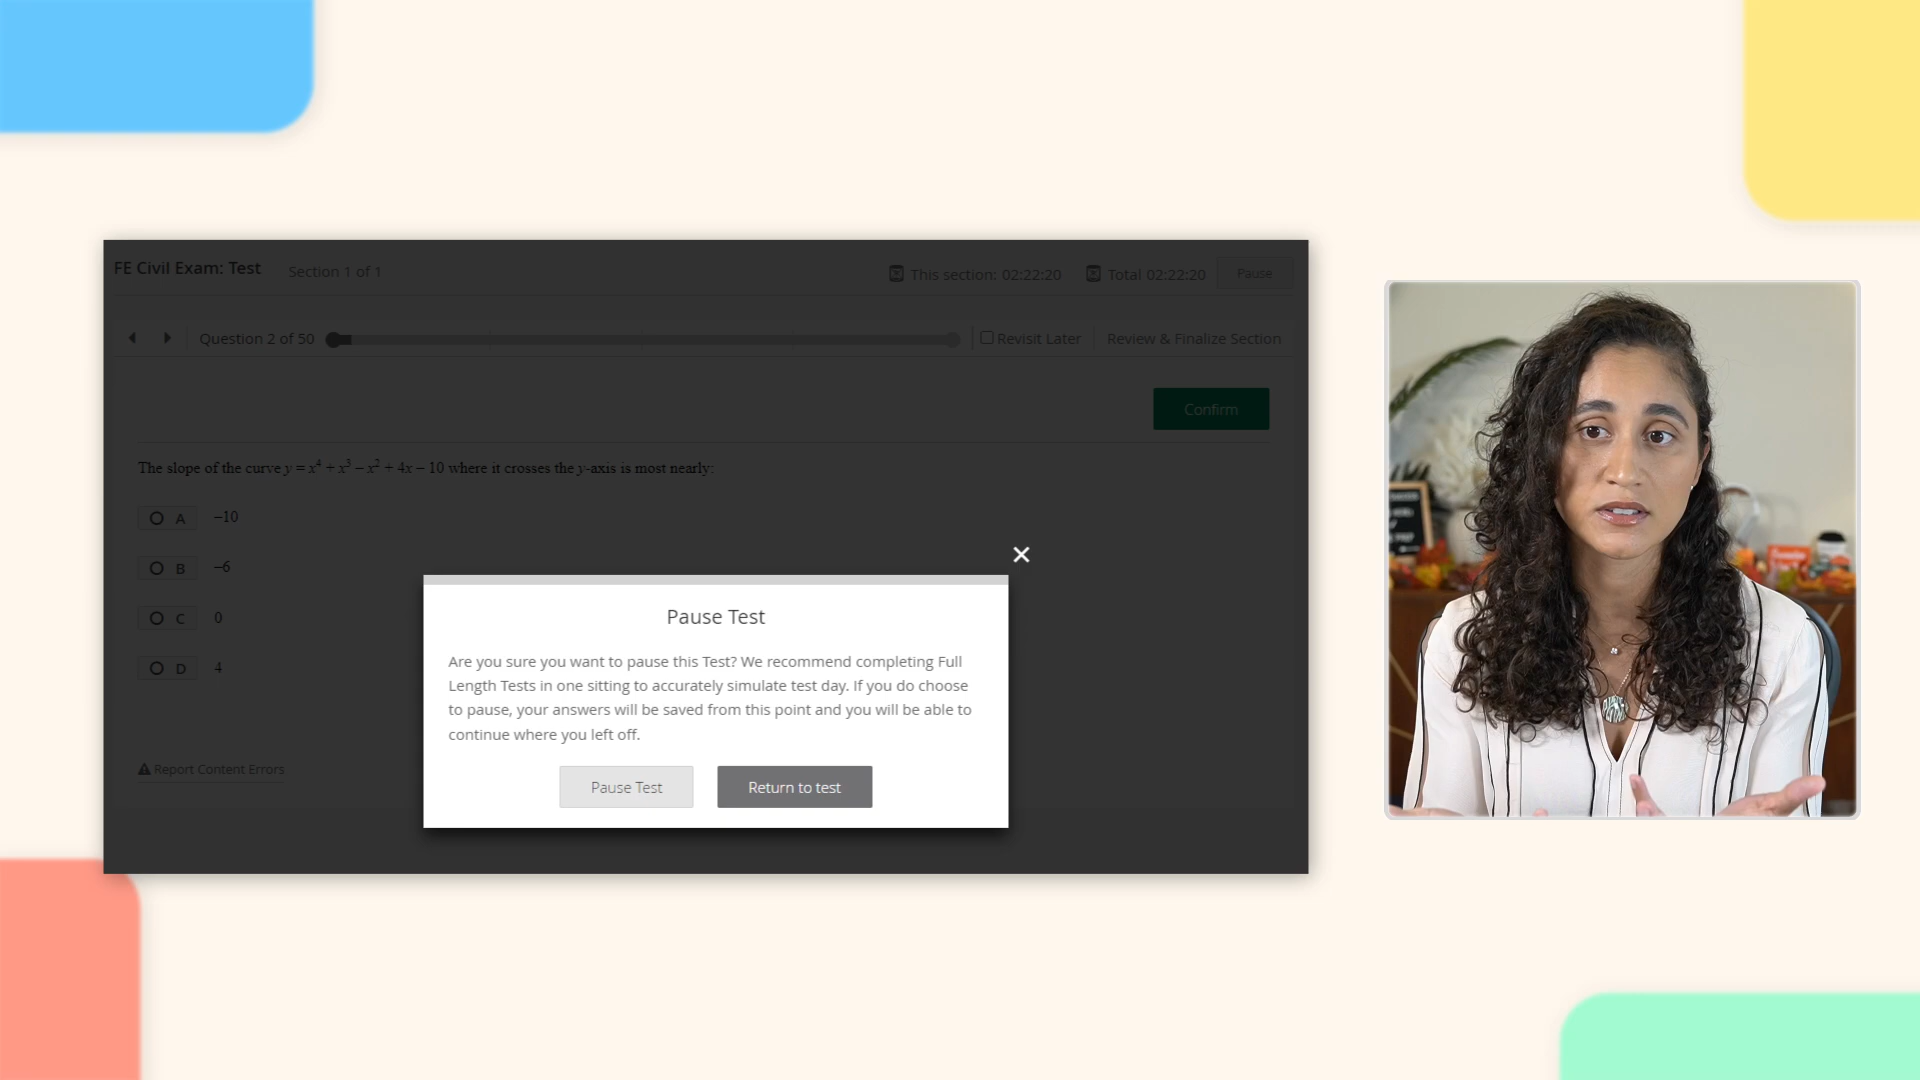 FE Civil Exam: Test
Section 1 of 1
This section: 02:22:20
Total 02:22:20
Pause
Question 2 of 50
Revisit Later
Review & Finalize Section
Confirm
The slope of the curve y = x⁴ + x³ – x² + 4x – 10 where it crosses the y-axis is most nearly:
A –10
B –6
C 0
D 4
Pause Test
Are you sure you want to pause this Test? We recommend completing Full
Length Tests in one sitting to accurately simulate test day. If you do choose
to pause, your answers will be saved from this point and you will be able to
continue where you left off.
Pause Test
Return to test
Report Content Errors